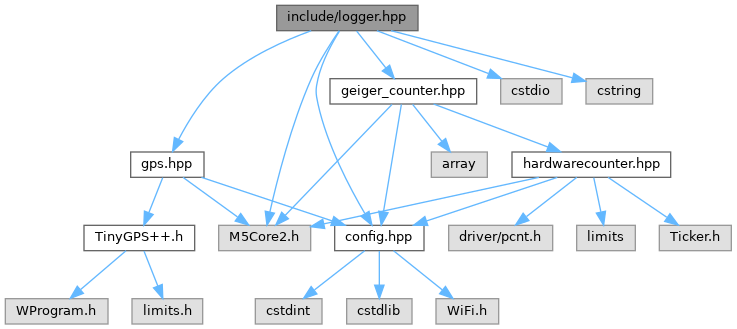 include/logger.hpp
geiger_counter.hpp
cstdio
cstring
gps.hpp
array
hardwarecounter.hpp
TinyGPS++.h
M5Core2.h
config.hpp
driver/pcnt.h
limits
Ticker.h
WProgram.h
limits.h
cstdint
cstdlib
WiFi.h